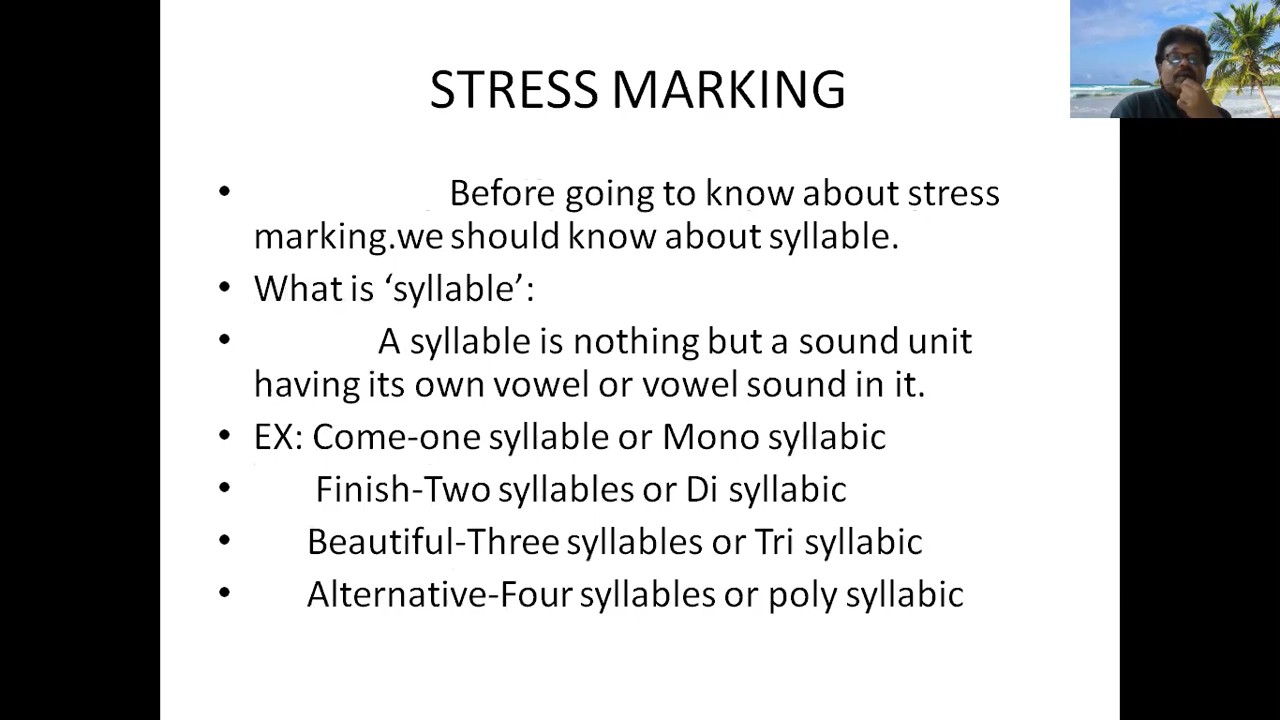 STRESS MARKING
• Before going to know about stress
marking.we should know about syllable.
• What is ‘syllable’:
• A syllable is nothing but a sound unit
having its own vowel or vowel sound in it.
• EX: Come-one syllable or Mono syllabic
• Finish-Two syllables or Di syllabic
• Beautiful-Three syllables or Tri syllabic
• Alternative-Four syllables or poly syllabic